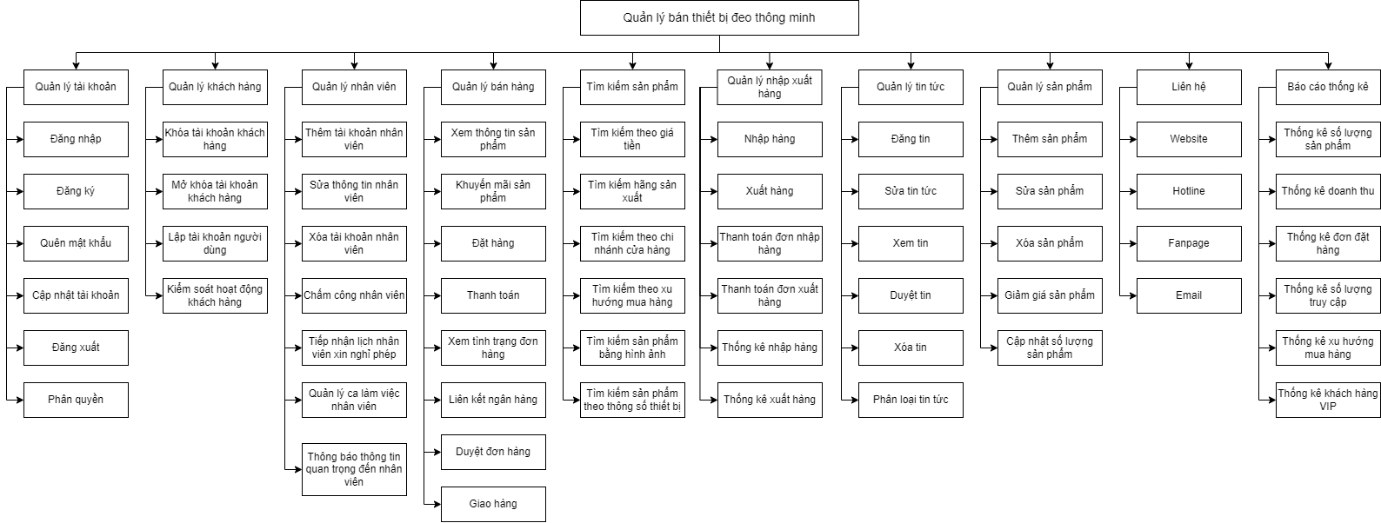 Quản lý bán thiết bị đeo thông minh
Quản lý tài khoản
Đăng nhập
Đăng ký
Quên mật khẩu
Cập nhật tài khoản
Đăng xuất
Phân quyền
Quản lý khách hàng
Khóa tài khoản khách
hàng
Mở khóa tài khoản
khách hàng
Lập tài khoản người
dùng
Kiểm soát hoạt động
khách hàng
Quản lý nhân viên
Thêm tài khoản nhân
viên
Sửa thông tin nhân
viên
Xóa tài khoản nhân
viên
Chấm công nhân viên
Tiếp nhận lịch nhân
viên xin nghỉ phép
Quản lý ca làm việc
nhân viên
Thông báo thông tin
quan trọng đến nhân
viên
Quản lý bán hàng
Xem thông tin sản
phẩm
Khuyến mãi sản
phẩm
Đặt hàng
Thanh toán
Xem tình trạng đơn
hàng
Liên kết ngân hàng
Duyệt đơn hàng
Giao hàng
Tìm kiếm sản phẩm
Tìm kiếm theo giá
tiền
Tìm kiếm hãng sản
xuất
Tìm kiếm theo chi
nhánh cửa hàng
Tìm kiếm theo xu
hướng mua hàng
Tìm kiếm sản phẩm
bằng hình ảnh
Tìm kiếm sản phẩm
theo thông số thiết bị
Quản lý nhập xuất
hàng
Nhập hàng
Xuất hàng
Thanh toán đơn nhập
hàng
Thanh toán đơn xuất
hàng
Thống kê nhập hàng
Thống kê xuất hàng
Quản lý tin tức
Đăng tin
Sửa tin tức
Xem tin
Duyệt tin
Xóa tin
Phân loại tin tức
Quản lý sản phẩm
Thêm sản phẩm
Sửa sản phẩm
Xóa sản phẩm
Giảm giá sản phẩm
Cập nhật số lượng
sản phẩm
Liên hệ
Website
Hotline
Fanpage
Email
Báo cáo thống kê
Thống kê số lượng
sản phẩm
Thống kê doanh thu
Thống kê đơn đặt
hàng
Thống kê số lượng
truy cập
Thống kê xu hướng
mua hàng
Thống kê khách hàng
VIP